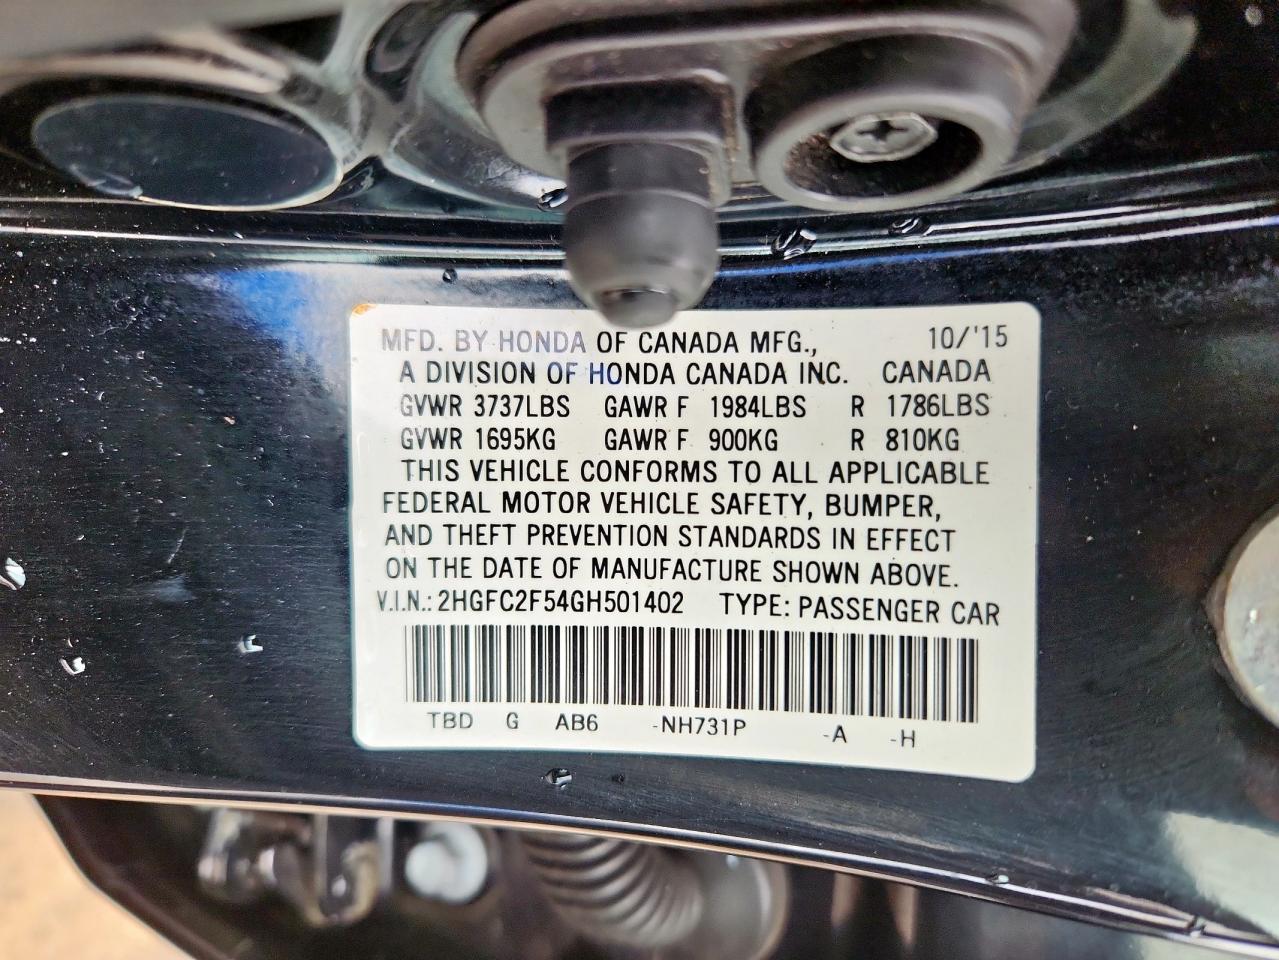 MFD. BY HONDA OF CANADA MFG., 10/'15
A DIVISION OF HONDA CANADA INC. CANADA
GVWR 3737LBS GAWR F 1984LBS R 1786LBS
GVWR 1695KG GAWR F 900KG R 810KG
THIS VEHICLE CONFORMS TO ALL APPLICABLE
FEDERAL MOTOR VEHICLE SAFETY, BUMPER,
AND THEFT PREVENTION STANDARDS IN EFFECT
ON THE DATE OF MANUFACTURE SHOWN ABOVE.
V.I.N.: 2HGFC2F54GH501402 TYPE: PASSENGER CAR
TBD G AB6 -NH731P -A -H